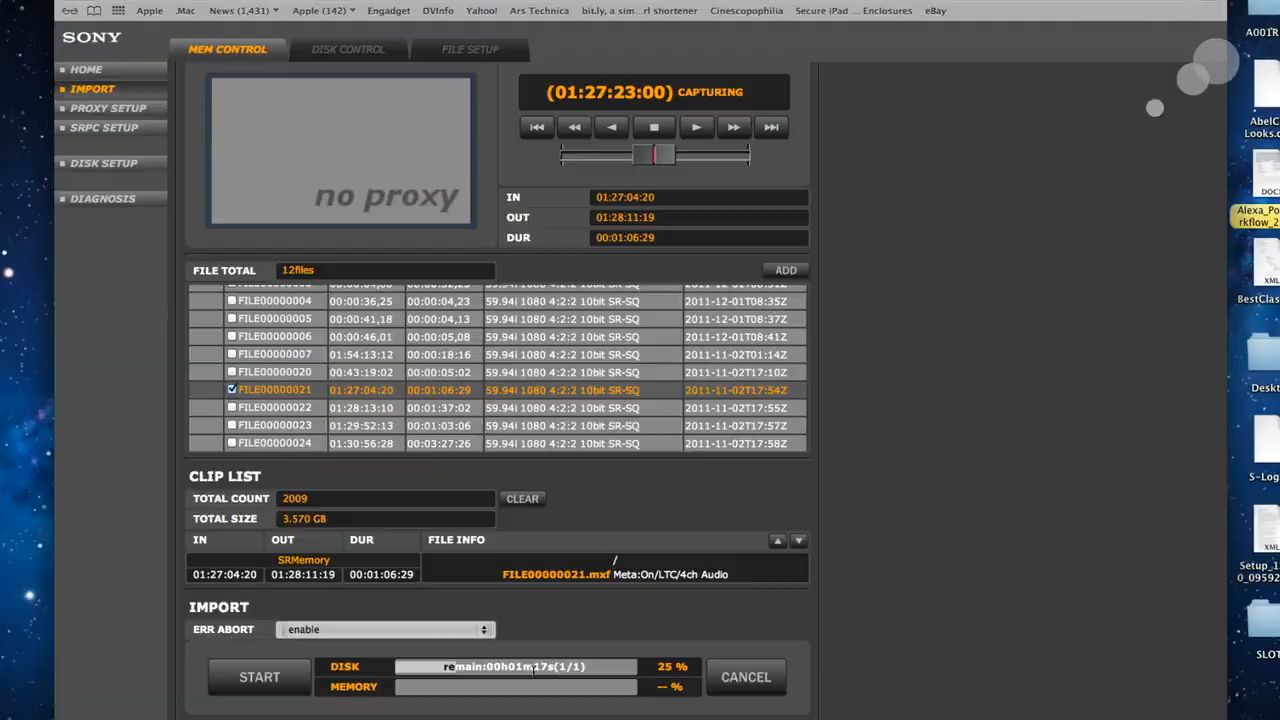 Apple .Mac News (1,431) Apple (142) Engadget DVInfo Yahoo! Ars Technica bit.ly, a sim...rl shortener Cinescopophilia Secure iPad ... Enclosures eBay
SONY
MEM CONTROL DISK CONTROL FILE SETUP
HOME
IMPORT
PROXY SETUP
SRPC SETUP
DISK SETUP
DIAGNOSIS
no proxy
(01:27:23:00) CAPTURING
IN 01:27:04:20
OUT 01:28:11:19
DUR 00:01:06:29
FILE TOTAL 12files ADD
FILE00000004 00:00:36,25 00:00:04,23 59.94i 1080 4:2:2 10bit SR-SQ 2011-12-01T08:35Z
FILE00000005 00:00:41,18 00:00:04,13 59.94i 1080 4:2:2 10bit SR-SQ 2011-12-01T08:37Z
FILE00000006 00:00:46,01 00:00:05,08 59.94i 1080 4:2:2 10bit SR-SQ 2011-12-01T08:41Z
FILE00000007 01:54:13:12 00:00:18:16 59.94i 1080 4:2:2 10bit SR-SQ 2011-11-02T01:14Z
FILE00000020 00:43:19:02 00:00:05:02 59.94i 1080 4:2:2 10bit SR-SQ 2011-11-02T17:10Z
FILE00000021 01:27:04:20 00:01:06:29 59.94i 1080 4:2:2 10bit SR-SQ 2011-11-02T17:54Z
FILE00000022 01:28:13:10 00:01:37:02 59.94i 1080 4:2:2 10bit SR-SQ 2011-11-02T17:55Z
FILE00000023 01:29:52:13 00:01:03:06 59.94i 1080 4:2:2 10bit SR-SQ 2011-11-02T17:57Z
FILE00000024 01:30:56:28 00:03:27:26 59.94i 1080 4:2:2 10bit SR-SQ 2011-11-02T17:58Z
CLIP LIST
TOTAL COUNT 2009 CLEAR
TOTAL SIZE 3.570 GB
IN OUT DUR FILE INFO
SRMemory /
01:27:04:20 01:28:11:19 00:01:06:29 FILE00000021.mxf Meta:On/LTC/4ch Audio
IMPORT
ERR ABORT enable
START DISK remain:00h01m17s(1/1) 25 % CANCEL
MEMORY -- %
A001R
AbelC
Looks.c
DOCX
Alexa_Po
rkflow_2
XML
BestClas
Deskt
S-Log
XML
Setup_1
0_09592
SLOT